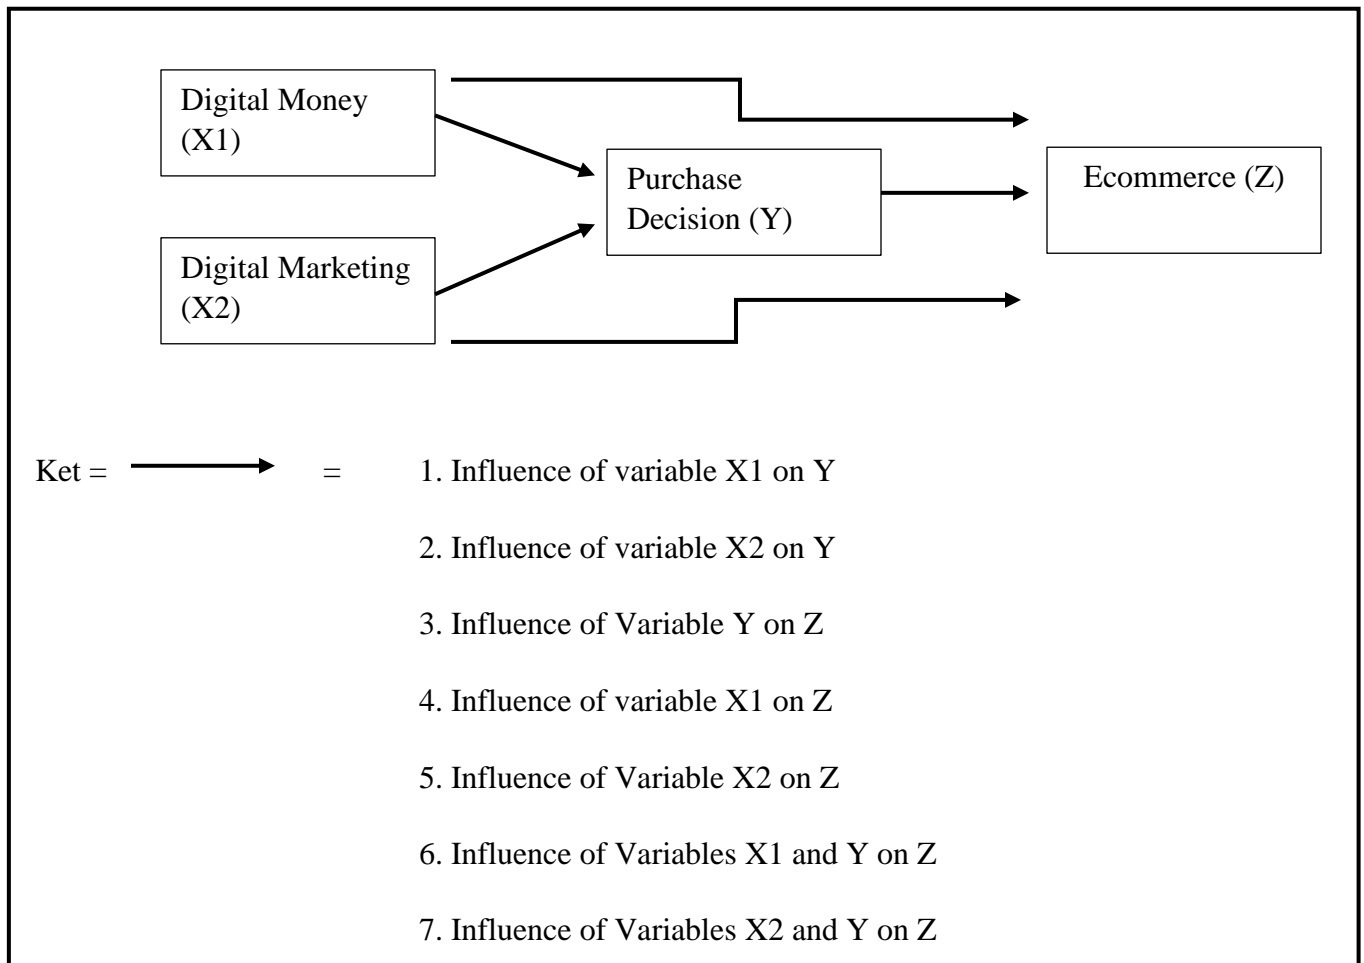 Digital Money
(X1)
Purchase
Decision (Y)
Ecommerce (Z)
Digital Marketing
(X2)
Ket = =
1. Influence of variable X1 on Y
2. Influence of variable X2 on Y
3. Influence of Variable Y on Z
4. Influence of variable X1 on Z
5. Influence of Variable X2 on Z
6. Influence of Variables X1 and Y on Z
7. Influence of Variables X2 and Y on Z